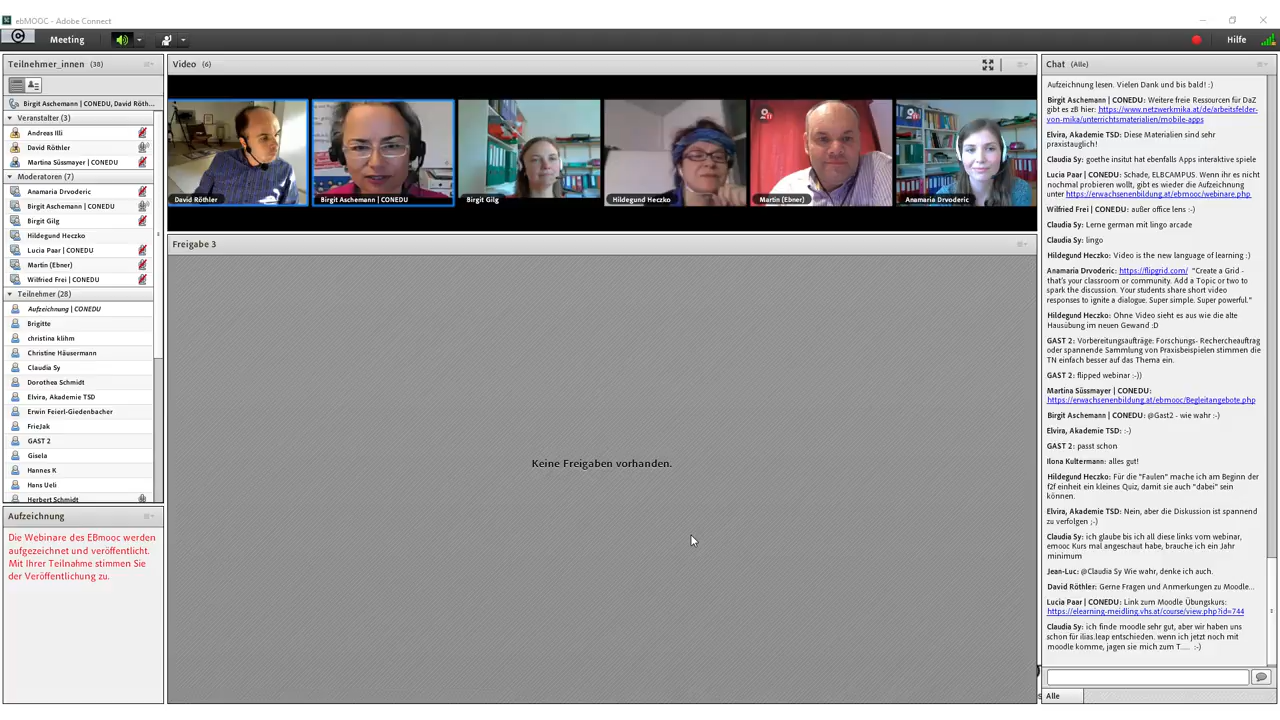 ebMOOC - Adobe Connect
Meeting
Hilfe
Teilnehmer_innen (38)
Birgit Aschemann | CONEDU, David Röth...
Veranstalter (3)
Andreas Illi
David Röthler
Martina Süssmayer | CONEDU
Moderatoren (7)
Anamaria Drvoderic
Birgit Aschemann | CONEDU
Birgit Gilg
Hildegund Heczko
Lucia Paar | CONEDU
Martin (Ebner)
Wilfried Frei | CONEDU
Teilnehmer (28)
Aufzeichnung | CONEDU
Brigitte
christina klihm
Christine Häusermann
Claudia Sy
Dorothea Schmidt
Elvira, Akademie TSD
Erwin Feierl-Giedenbacher
FrieJak
GAST 2
Gisela
Hannes K
Hans Ueli
Herbert Schmidt
Aufzeichnung
Die Webinare des EBmooc werden
aufgezeichnet und veröffentlicht.
Mit Ihrer Teilnahme stimmen Sie
der Veröffentlichung zu.
Video (6)
David Röthler
Birgit Aschemann | CONEDU
Birgit Gilg
Hildegund Heczko
Martin (Ebner)
Anamaria Drvoderic
Freigabe 3
Keine Freigaben vorhanden.
Chat (Alle)
Aufzeichnung lesen. Vielen Dank und bis bald! :)
Birgit Aschemann | CONEDU: Weitere freie Ressourcen für DaZ
gibt es zB hier: https://www.netzwerkmika.at/de/arbeitsfelder-
von-mika/unterrichtsmaterialien/mobile-apps
Elvira, Akademie TSD: Diese Materialien sind sehr
praxistauglich!
Claudia Sy: goethe insitut hat ebenfalls Apps interaktive spiele
Lucia Paar | CONEDU: Schade, ELBCAMPUS. Wenn ihr es nicht
nochmal probieren wollt, gibt es wieder die Aufzeichnung
unter https://erwachsenenbildung.at/ebmooc/webinare.php
Wilfried Frei | CONEDU: außer office lens :-)
Claudia Sy: Lerne german mit lingo arcade
Claudia Sy: lingo
Hildegund Heczko: Video is the new language of learning :)
Anamaria Drvoderic: https://flipgrid.com/ "Create a Grid -
that's your classroom or community. Add a Topic or two to
spark the discussion. Your students share short video
responses to ignite a dialogue. Super simple. Super powerful."
Hildegund Heczko: Ohne Video sieht es aus wie die alte
Hausübung im neuen Gewand :D
GAST 2: Vorbereitungsaufträge: Forschungs- Rechercheauftrag
oder spannende Sammlung von Praxisbeispielen stimmen die
TN einfach besser auf das Thema ein.
GAST 2: flipped webinar :-))
Martina Süssmayer | CONEDU:
https://erwachsenenbildung.at/ebmooc/Begleitangebote.php
Birgit Aschemann | CONEDU: @Gast2 - wie wahr :-)
Elvira, Akademie TSD: :-)
GAST 2: passt schon
Ilona Kultermann: alles gut!
Hildegund Heczko: Für die "Faulen" mache ich am Beginn der
f2f einheit ein kleines Quiz, damit sie auch "dabei" sein
können.
Elvira, Akademie TSD: Nein, aber die Diskussion ist spannend
zu verfolgen ;-)
Claudia Sy: ich glaube bis ich all diese links vom webinar,
emooc Kurs mal angeschaut habe, brauche ich ein Jahr
minimum
Jean-Luc: @Claudia Sy Wie wahr, denke ich auch.
David Röthler: Gerne Fragen und Anmerkungen zu Moodle...
Lucia Paar | CONEDU: Link zum Moodle Übungskurs:
https://elearning-meidling.vhs.at/course/view.php?id=744
Claudia Sy: ich finde moodle sehr gut, aber wir haben uns
schon für ilias.leap entschieden. wenn ich jetzt noch mit
moodle komme, jagen sie mich zum T..... :-)
Alle